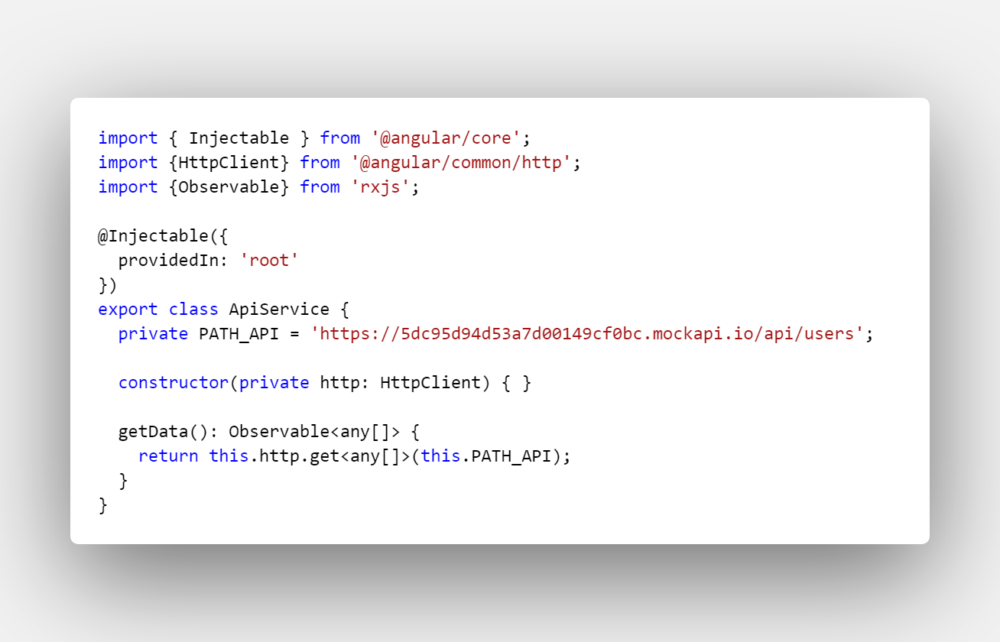 import { Injectable } from '@angular/core';
import {HttpClient} from '@angular/common/http';
import {Observable} from 'rxjs';

@Injectable({
  providedIn: 'root'
})
export class ApiService {
  private PATH_API = 'https://5dc95d94d53a7d00149cf0bc.mockapi.io/api/users';

  constructor(private http: HttpClient) { }

  getData(): Observable<any[]> {
    return this.http.get<any[]>(this.PATH_API);
  }
}